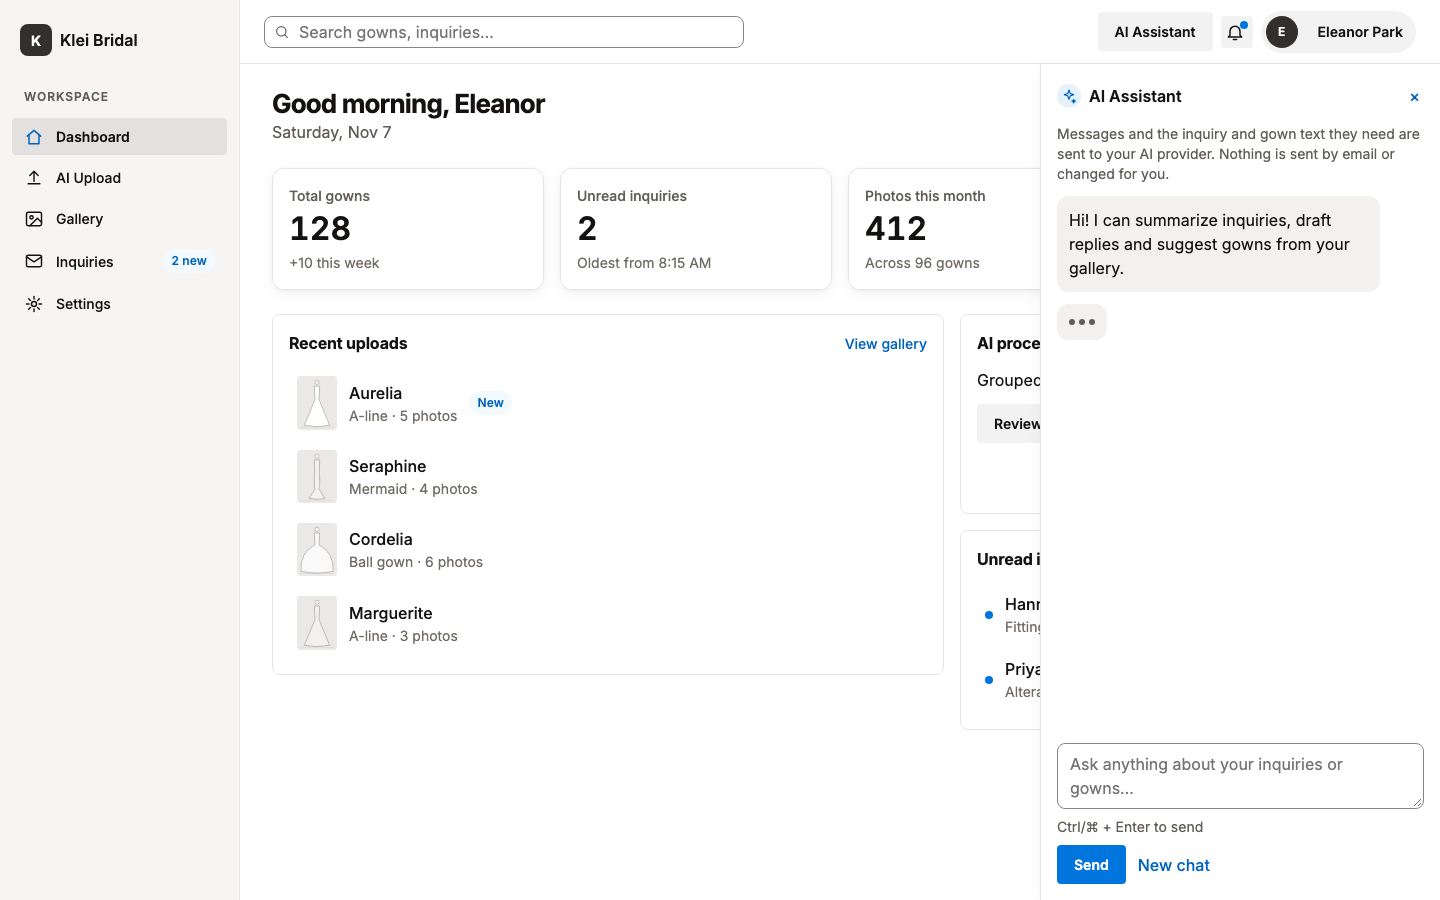 K
Klei Bridal
WORKSPACE
Dashboard
AI Upload
Gallery
Inquiries
2 new
Settings
Search gowns, inquiries...
AI Assistant
E
Eleanor Park
Good morning, Eleanor
Saturday, Nov 7
Total gowns
128
+10 this week
Unread inquiries
2
Oldest from 8:15 AM
Photos this month
412
Across 96 gowns
Recent uploads
View gallery
Aurelia
A-line · 5 photos
New
Seraphine
Mermaid · 4 photos
Cordelia
Ball gown · 6 photos
Marguerite
A-line · 3 photos
AI
Grouped
Review
Unread
AI Assistant
×
Messages and the inquiry and gown text they need are
sent to your AI provider. Nothing is sent by email or
changed for you.
Hi! I can summarize inquiries, draft
replies and suggest gowns from your
gallery.
Ask anything about your inquiries or
gowns...
Ctrl/⌘ + Enter to send
Send
New chat